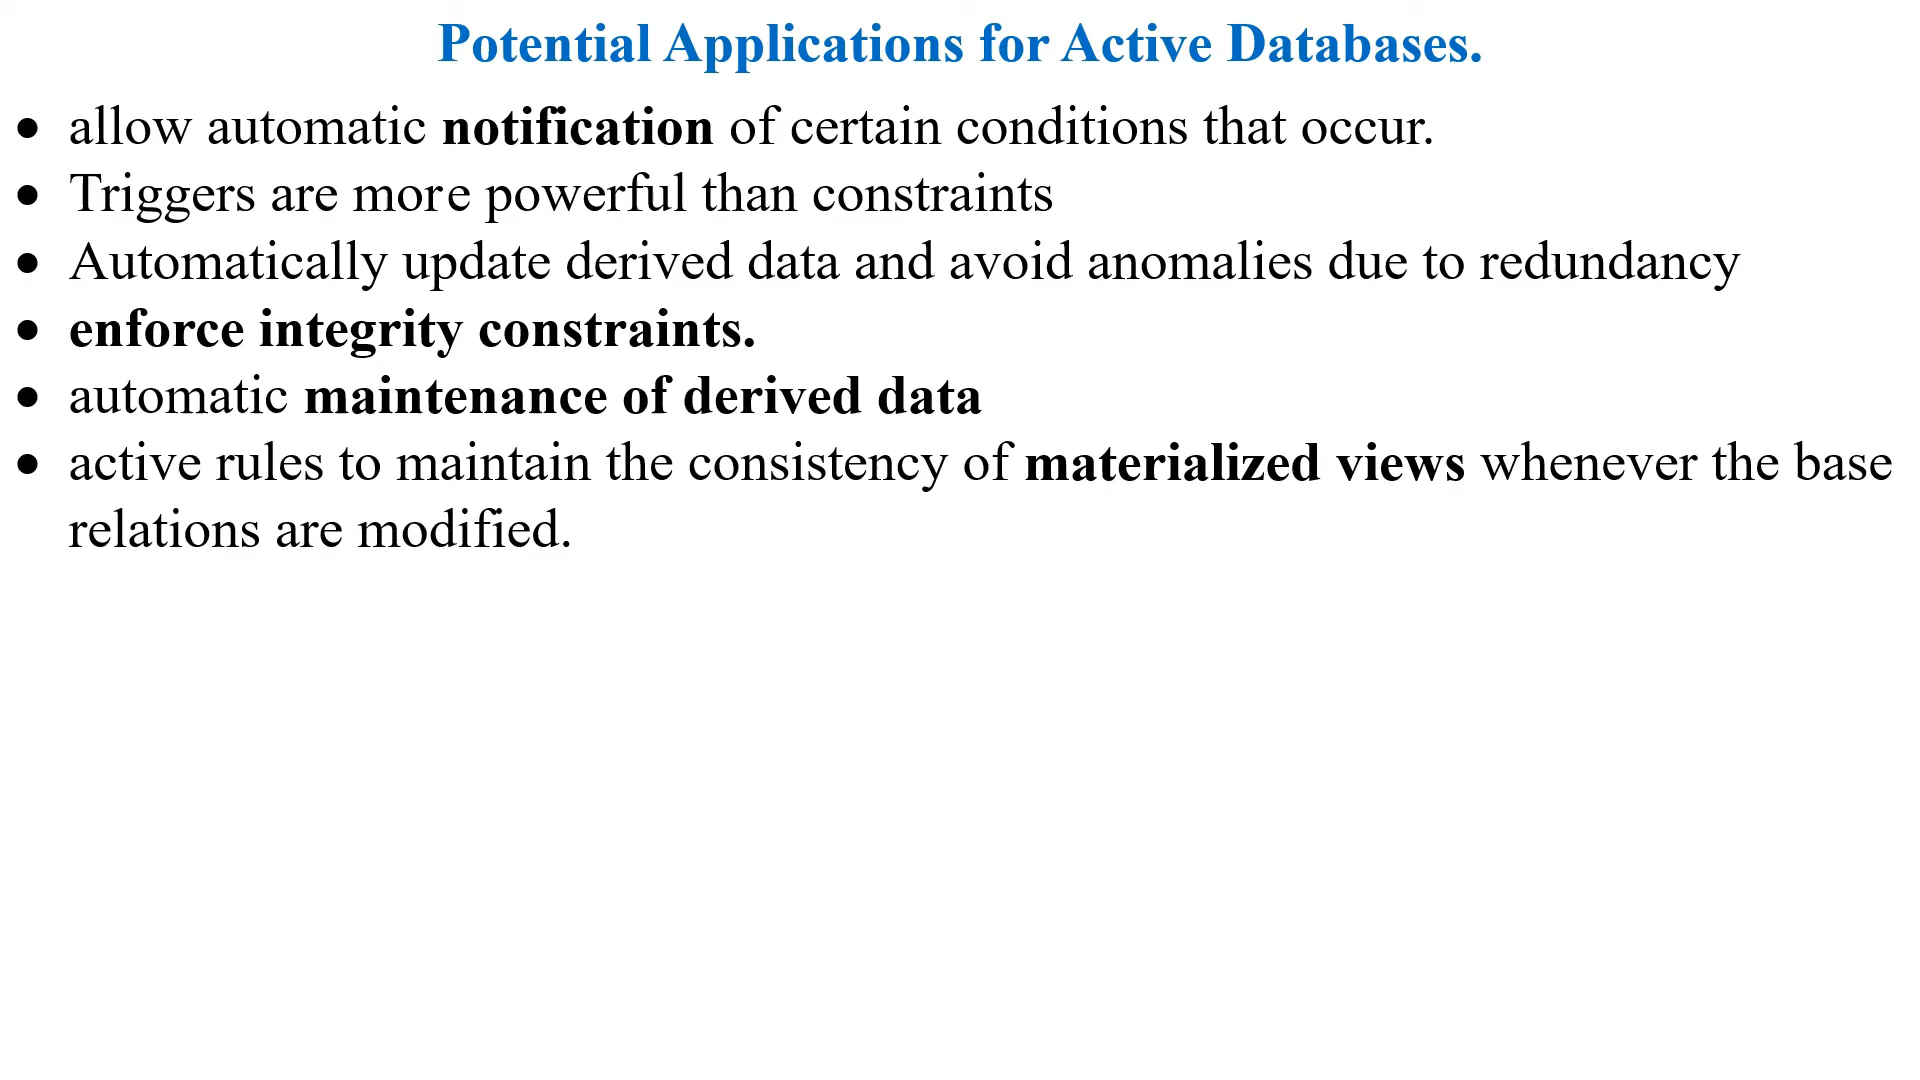 Potential Applications for Active Databases.
• allow automatic notification of certain conditions that occur.
• Triggers are more powerful than constraints
• Automatically update derived data and avoid anomalies due to redundancy
• enforce integrity constraints.
• automatic maintenance of derived data
• active rules to maintain the consistency of materialized views whenever the base
relations are modified.